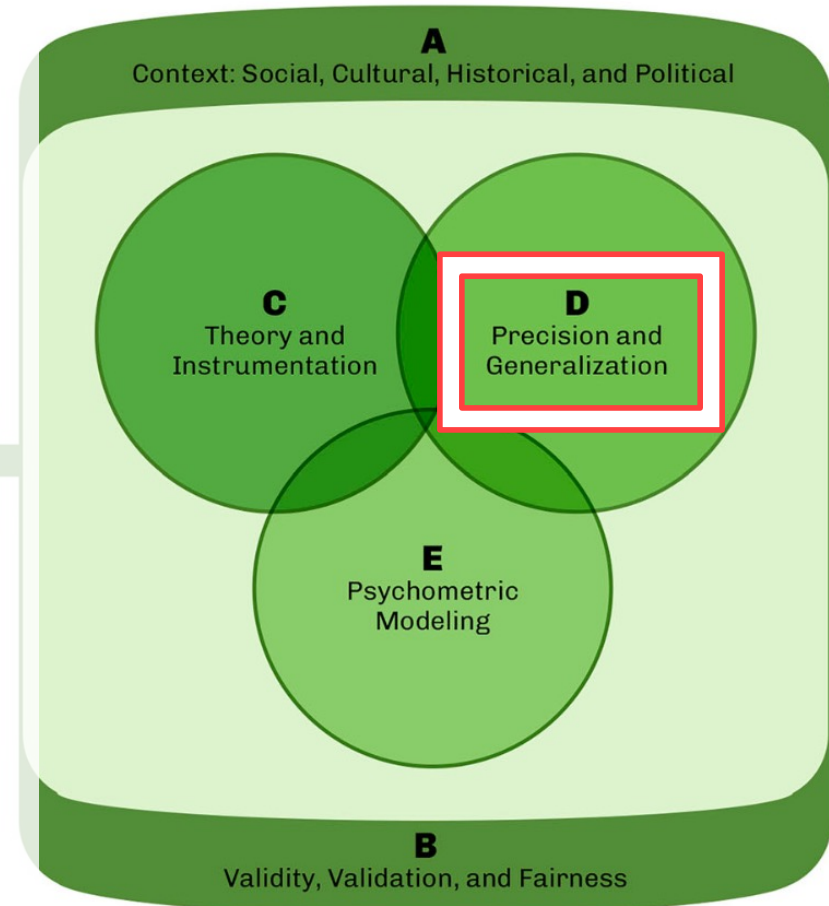 A
Context: Social, Cultural, Historical, and Political
C
Theory and
Instrumentation
D
Precision and
Generalization
E
Psychometric
Modeling
B
Validity, Validation, and Fairness